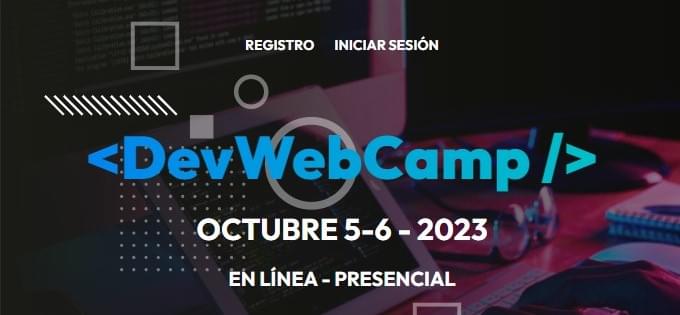 REGISTRO INICIAR SESIÓN
<DevWebCamp />
OCTUBRE 5-6 - 2023
EN LÍNEA - PRESENCIAL